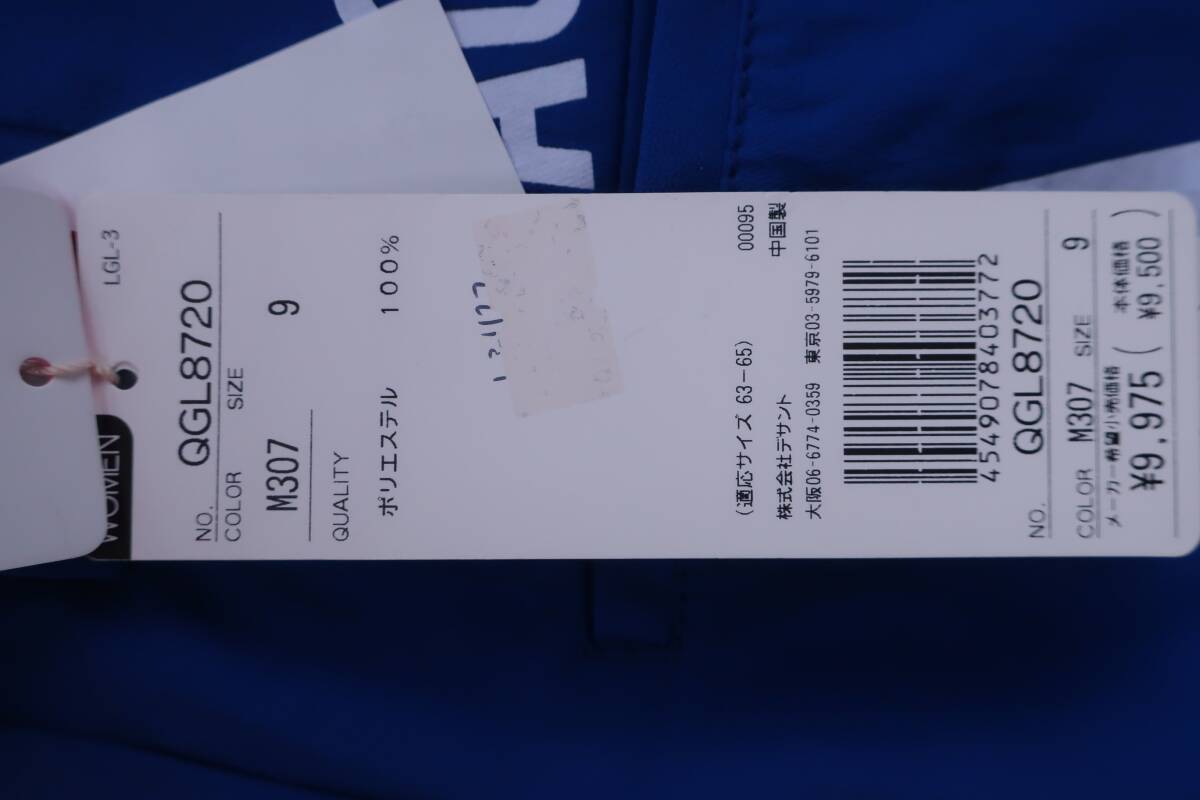 LGL-3
WOMEN
NO. QGL8720
COLOR SIZE
M307 9
QUALITY
ポリエステル 100%
(適応サイズ 63-65) 00095
株式会社デサント 中国製
大阪06-6774-0359 東京03-5979-6101
4549078403772
NO. QGL8720
COLOR M307 SIZE 9
メーカー希望小売価格 本体価格
¥9,975 ( ¥9,500 )